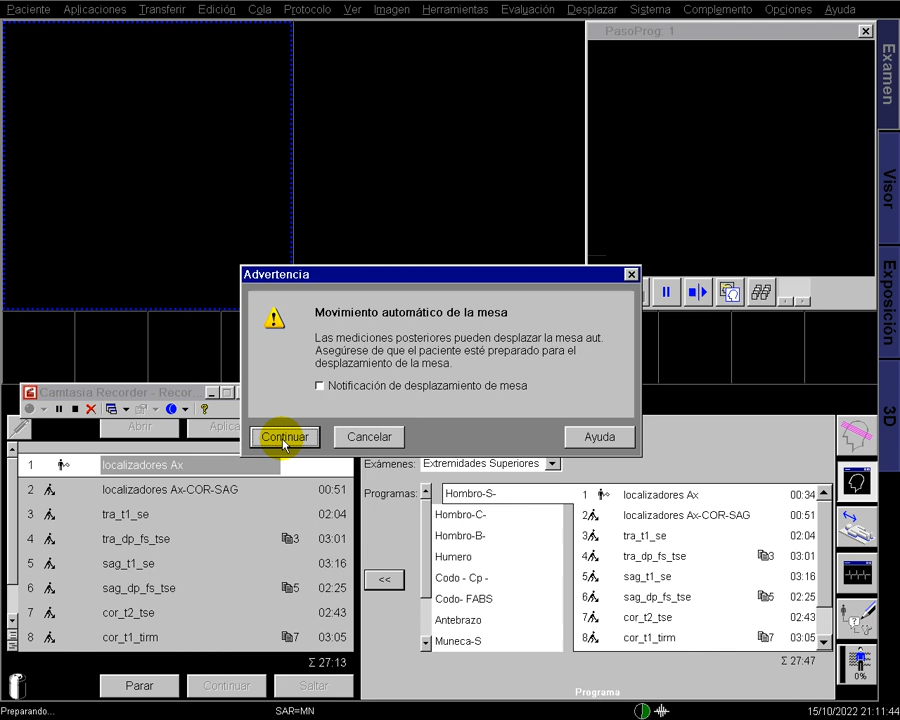 Paciente Aplicaciones Transferir Edición Cola Protocolo Ver Imagen Herramientas Evaluación Desplazar Sistema Complemento Opciones Ayuda
PasoProg: 1
Examen
Visor
Exposición
3D
Advertencia
Movimiento automático de la mesa
Las mediciones posteriores pueden desplazar la mesa aut.
Asegúrese de que el paciente esté preparado para el
desplazamiento de la mesa.
Notificación de desplazamiento de mesa
Continuar Cancelar Ayuda
Camtasia Recorder - Recor...
Abrir Aplica
1 localizadores Ax
2 localizadores Ax-COR-SAG 00:51
3 tra_t1_se 02:04
4 tra_dp_fs_tse 3 03:01
5 sag_t1_se 03:16
6 sag_dp_fs_tse 5 02:25
7 cor_t2_tse 02:43
8 cor_t1_tirm 7 03:05
Σ 27:13
Parar Continuar Saltar
Exámenes: Extremidades Superiores
Programas:
Hombro-S-
Hombro-C-
Hombro-B-
Humero
Codo - Cp -
Codo- FABS
Antebrazo
Muneca-S
<<
1 localizadores Ax 00:34
2 localizadores Ax-COR-SAG 00:51
3 tra_t1_se 02:04
4 tra_dp_fs_tse 3 03:01
5 sag_t1_se 03:16
6 sag_dp_fs_tse 5 02:25
7 cor_t2_tse 02:43
8 cor_t1_tirm 7 03:05
Σ 27:47
Programa
0%
Preparando... SAR=MN 15/10/2022 21:11:44